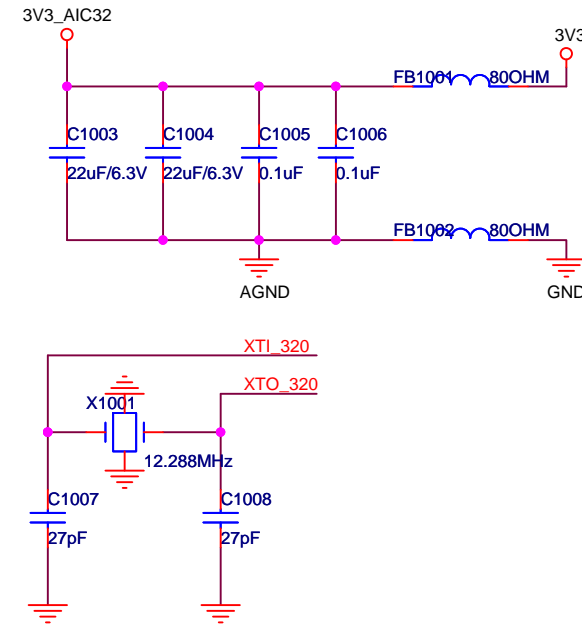 3V3_AIC32
3V3
FB1001 80OHM
C1003 C1004 C1005 C1006
22uF/6.3V 22uF/6.3V 0.1uF 0.1uF
FB1002 80OHM
AGND GND
XTI_320
XTO_320
X1001
12.288MHz
C1007 C1008
27pF 27pF